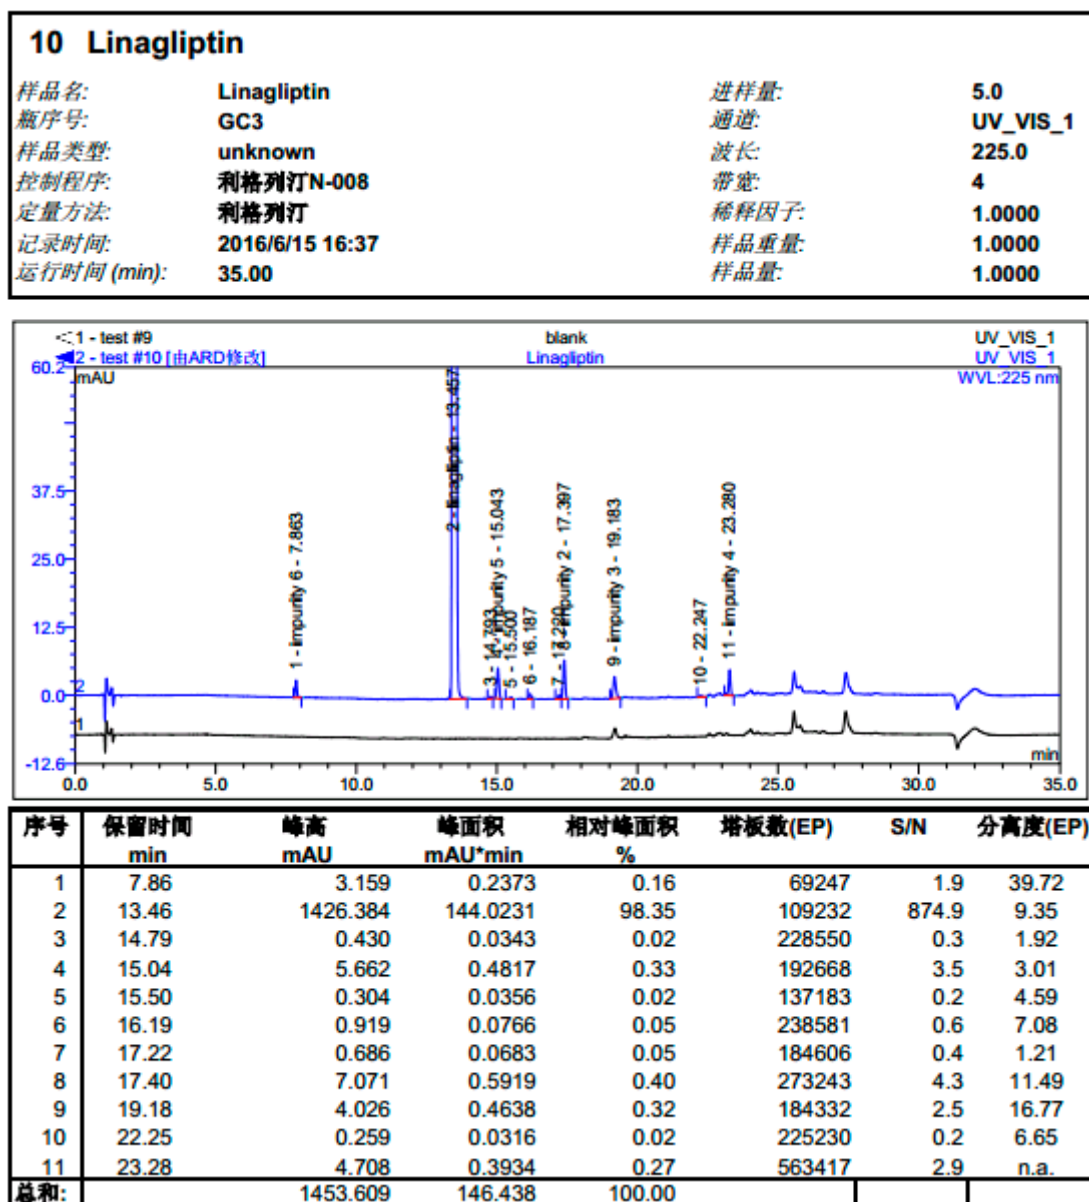 10 Linagliptin
样品名: Linagliptin 进样量: 5.0
瓶序号: GC3 通道: UV_VIS_1
样品类型: unknown 波长: 225.0
控制程序: 利格列汀N-008 带宽: 4
定量方法: 利格列汀 稀释因子: 1.0000
记录时间: 2016/6/15 16:37 样品重量: 1.0000
运行时间 (min): 35.00 样品量: 1.0000
1 - test #9 blank UV_VIS_1
2 - test #10 [由ARD修改] Linagliptin UV_VIS_1
60.2 mAU WVL:225 nm
37.5
25.0
12.5
0.0
-12.6
1 - impurity 6 - 7.863
2 - linagliptin - 13.457
3 - 14.793
4 - impurity 5 - 15.043
5 - 15.500
6 - 16.187
7 - 17.220
8 - impurity 2 - 17.397
9 - impurity 3 - 19.183
10 - 22.247
11 - impurity 4 - 23.280
2
1
min
0.0 5.0 10.0 15.0 20.0 25.0 30.0 35.0
序号 保留时间 峰高 峰面积 相对峰面积 塔板数(EP) S/N 分离度(EP)
min mAU mAU*min %
1 7.86 3.159 0.2373 0.16 69247 1.9 39.72
2 13.46 1426.384 144.0231 98.35 109232 874.9 9.35
3 14.79 0.430 0.0343 0.02 228550 0.3 1.92
4 15.04 5.662 0.4817 0.33 192668 3.5 3.01
5 15.50 0.304 0.0356 0.02 137183 0.2 4.59
6 16.19 0.919 0.0766 0.05 238581 0.6 7.08
7 17.22 0.686 0.0683 0.05 184606 0.4 1.21
8 17.40 7.071 0.5919 0.40 273243 4.3 11.49
9 19.18 4.026 0.4638 0.32 184332 2.5 16.77
10 22.25 0.259 0.0316 0.02 225230 0.2 6.65
11 23.28 4.708 0.3934 0.27 563417 2.9 n.a.
总和: 1453.609 146.438 100.00